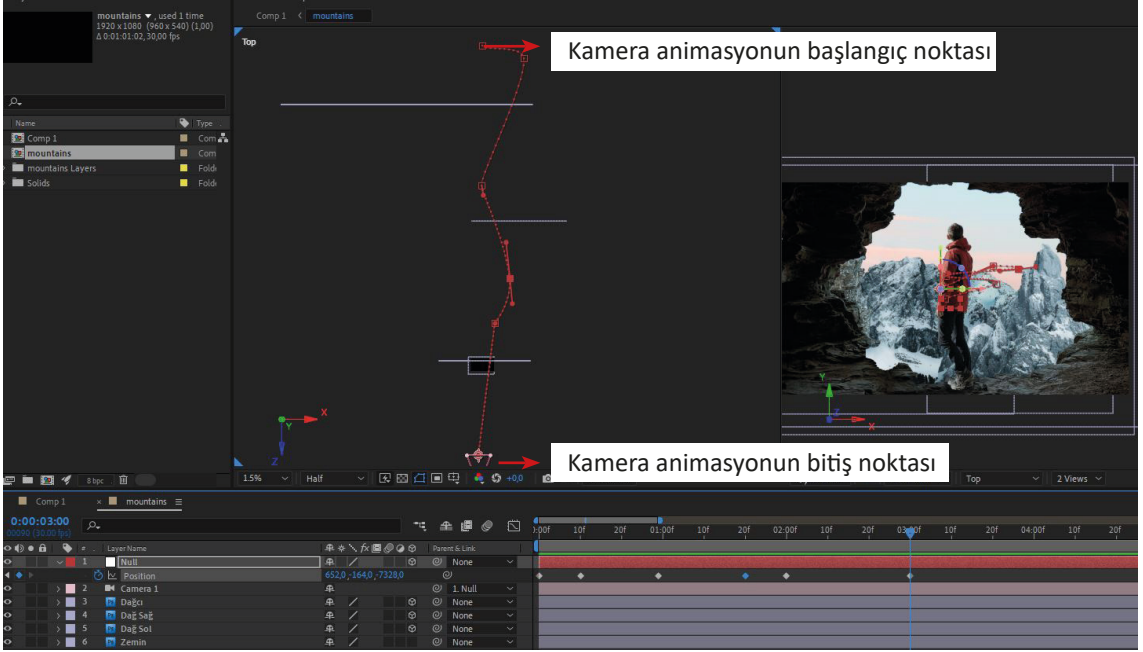 mountains ▼ , used 1 time
1920 x 1080 (960 x 540) (1,00)
Δ 0:01:01:02, 30,00 fps)
Comp 1 < mountains
Top
Kamera animasyonun başlangıç noktası
Name Type
Comp 1 Com
mountains Com
mountains Layers Folde
Solids Folde
X
Y
Z
Y
Z
X
Kamera animasyonun bitiş noktası
8 bpc
1.5% Half +0,0 Top 2 Views
Comp 1 × mountains
0:00:03:00
00090 (30.00 fps)
:00f 10f 20f 01:00f 10f 20f 02:00f 10f 20f 03:00f 10f 20f 04:00f 10f 20f
# Layer Name fx Parent & Link
1 Null None
Position 652,0,-164,0,-7328,0
2 Camera 1 1. Null
3 Dağcı None
4 Dağ Sağ None
5 Dağ Sol None
6 Zemin None